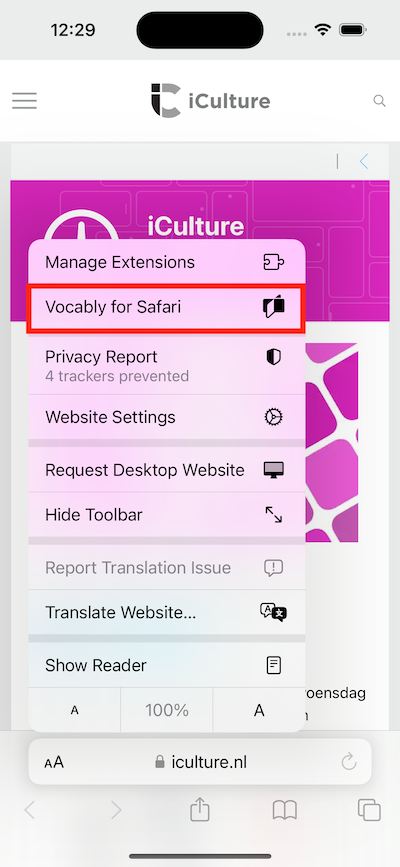 12:29
iCulture
iCulture
Manage Extensions
Vocably for Safari
Privacy Report
4 trackers prevented
Website Settings
Request Desktop Website
Hide Toolbar
Report Translation Issue
Translate Website...
Show Reader
oensdag
A 100% A
AA iculture.nl